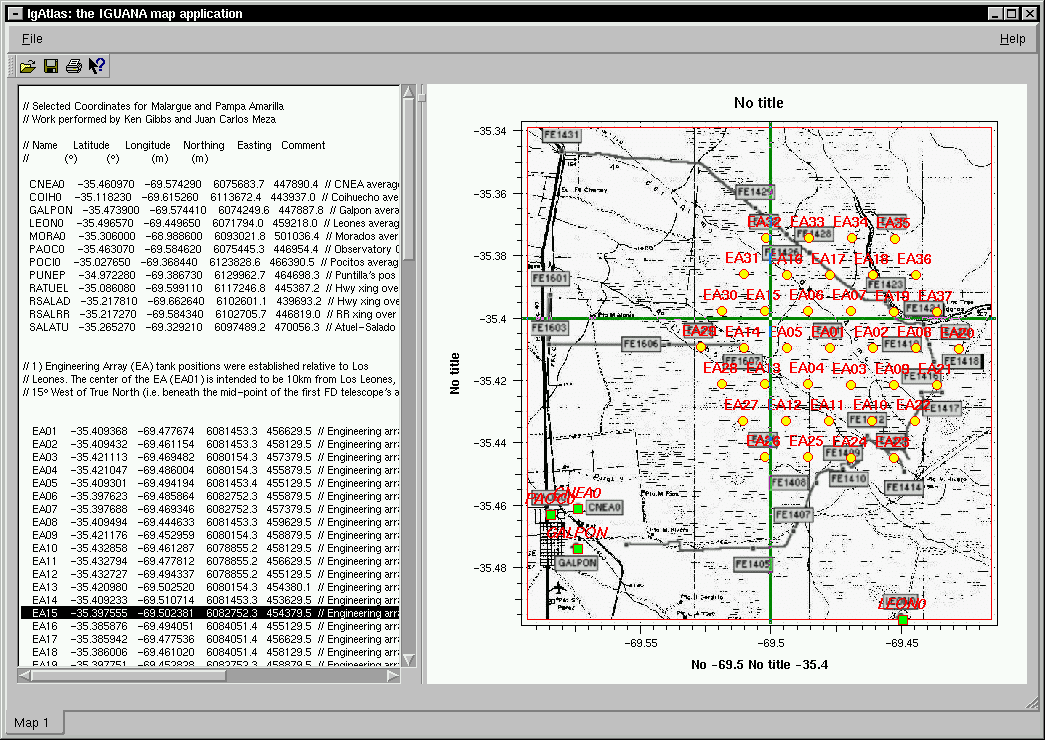 IgAtlas: the IGUANA map application
File
Help
// Selected Coordinates for Malargue and Pampa Amarilla
// Work performed by Ken Gibbs and Juan Carlos Meza
// Name Latitude Longitude Northing Easting Comment
// (°) (°) (m) (m)
CNEA0 −35.460970 −69.574290 6075683.7 447890.4 // CNEA average
COIH0 −35.118230 −69.615260 6113672.4 443937.0 // Coihuecho ave
GALPON −35.473900 −69.574410 6074249.6 447887.8 // Galpon avera
LEON0 −35.496570 −69.449650 6071794.0 459218.0 // Leones averag
MORA0 −35.306000 −68.988600 6093021.8 501036.4 // Morados aver
PAOC0 −35.463070 −69.584620 6075445.3 446954.4 // Observatory
POCI0 −35.027650 −69.368440 6123828.6 466390.5 // Pocitos averag
PUNEP −34.972280 −69.386730 6129962.7 464698.3 // Puntilla's pos
RATUEL −35.086080 −69.599110 6117246.8 445387.2 // Hwy xing over
RSALAD −35.217810 −69.662640 6102601.1 439693.2 // Hwy xing ove
RSALRR −35.217270 −69.584340 6102705.7 446819.0 // RR xing over
SALATU −35.265270 −69.329210 6097489.2 470056.3 // Atuel−Salado
// 1) Engineering Array (EA) tank positions were established relative to Los
// Leones. The center of the EA (EA01) is intended to be 10km from Los Leones,
// 15° West of True North (i.e. beneath the mid−point of the first FD telescope's a
EA01 −35.409368 −69.477674 6081453.3 456629.5 // Engineering arr
EA02 −35.409432 −69.461154 6081453.3 458129.5 // Engineering arr
EA03 −35.421113 −69.469482 6080154.3 457379.5 // Engineering arr
EA04 −35.421047 −69.486004 6080154.3 455879.5 // Engineering arr
EA05 −35.409301 −69.494194 6081453.4 455129.5 // Engineering arr
EA06 −35.397623 −69.485864 6082752.3 455879.5 // Engineering arr
EA07 −35.397688 −69.469346 6082752.3 457379.5 // Engineering arr
EA08 −35.409494 −69.444633 6081453.3 459629.5 // Engineering arr
EA09 −35.421176 −69.452959 6080154.3 458879.5 // Engineering arr
EA10 −35.432858 −69.461287 6078855.2 458129.5 // Engineering arr
EA11 −35.432794 −69.477812 6078855.2 456629.5 // Engineering arr
EA12 −35.432727 −69.494337 6078855.2 455129.5 // Engineering arr
EA13 −35.420980 −69.502520 6080154.3 454380.1 // Engineering arr
EA14 −35.409233 −69.510714 6081453.4 453629.5 // Engineering arr
EA15 −35.397555 −69.502381 6082752.3 454379.5 // Engineering arr
EA16 −35.385876 −69.494051 6084051.4 455129.5 // Engineering arr
EA17 −35.385942 −69.477536 6084051.4 456629.5 // Engineering arr
EA18 −35.386006 −69.461020 6084051.4 458129.5 // Engineering arr
EA19 −35.397751 −69.452828 6082752.3 458879.5 // Engineering arr
No title
No title
−35.34
−35.36
−35.38
−35.4
−35.42
−35.44
−35.46
−35.48
FE1431
FE1429
EA32 EA33 EA34 EA35
FE1428
EA31 EA16 EA17 EA18 EA36
FE1601
FE1423
EA30 EA15 EA06 EA07 EA19 EA37
FE1603
EA29 EA14 EA05 EA01 EA02 EA08 EA20
FE1606
FE1607
FE1418
EA28 EA13 EA04 EA03 EA09 EA21
FE1416
EA27 EA12 EA11 EA10 EA22
FE1417
EA26 EA25 EA24 EA23
FE1409
FE1408
FE1410
FE1414
PAOC0 CNEA0
CNEA0
FE1407
GALPON
GALPON
FE1405
LEON0
−69.55
−69.5
−69.45
No −69.5 No title −35.4
Map 1